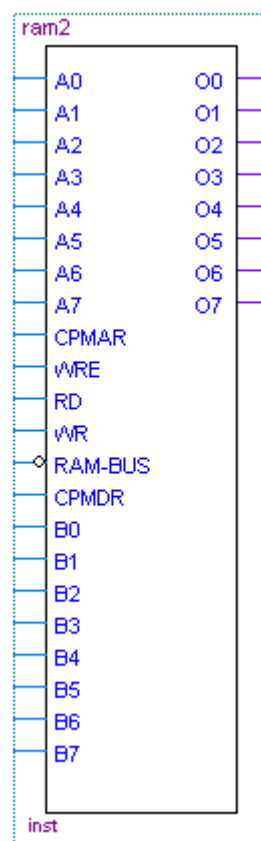 ram2
A0 O0
A1 O1
A2 O2
A3 O3
A4 O4
A5 O5
A6 O6
A7 O7
CPMAR
WRE
RD
WR
RAM-BUS
CPMDR
B0
B1
B2
B3
B4
B5
B6
B7
inst